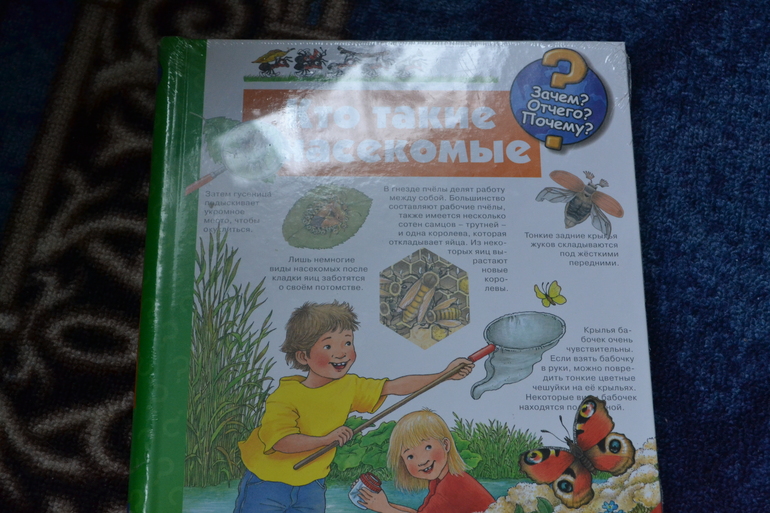 Зачем?
Отчего?
Почему?
Кто такие
насекомые
Затем гусеница
подыскивает
укромное
место, чтобы
окуклиться.
Лишь немногие
виды насекомых после
кладки яиц заботятся
о своём потомстве.
В гнезде пчёлы делят работу
между собой. Большинство
составляют рабочие пчёлы,
также имеется несколько
сотен самцов – трутней –
и одна королева, которая
откладывает яйца. Из неко-
торых яиц вы-
растают
новые
коро-
левы.
Тонкие задние крылья
жуков складываются
под жёсткими
передними.
Крылья ба-
бочек очень
чувствительны.
Если взять бабочку
в руки, можно повре-
дить тонкие цветные
чешуйки на её крыльях.
Некоторые виды бабочек
находятся под